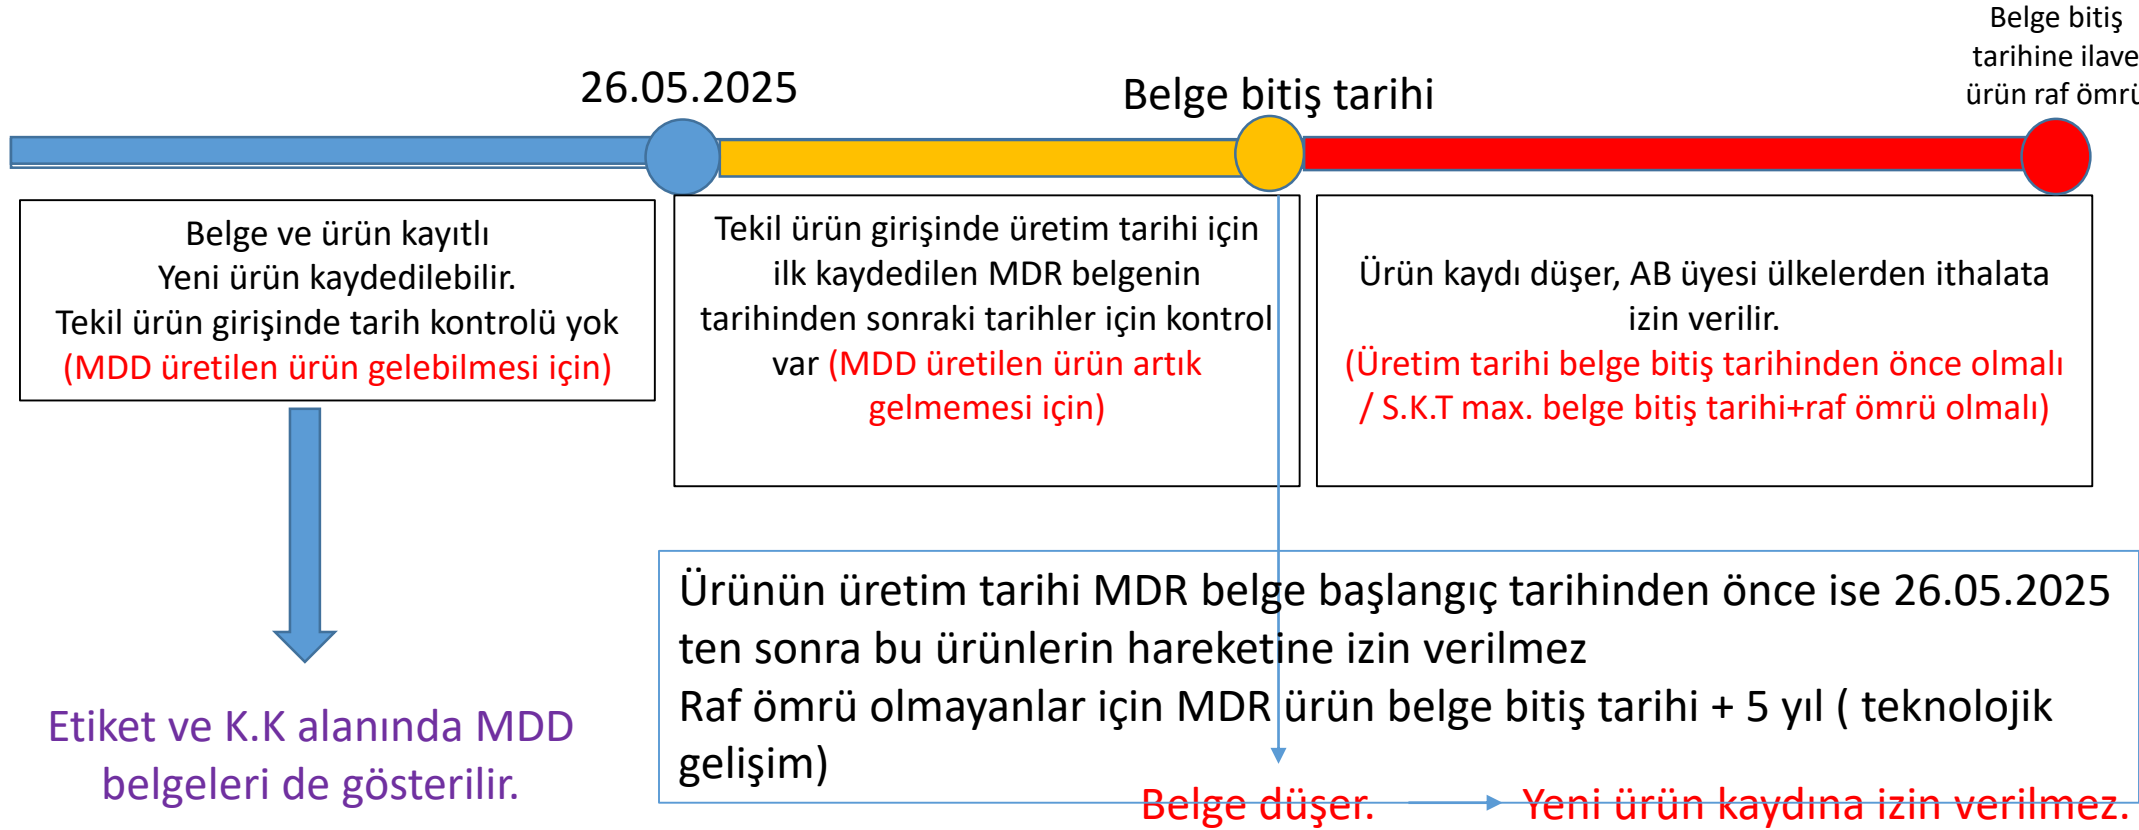 Belge bitiş
tarihine ilave
ürün raf ömrü
26.05.2025
Belge bitiş tarihi
Belge ve ürün kayıtlı
Yeni ürün kaydedilebilir.
Tekil ürün girişinde tarih kontrolü yok
(MDD üretilen ürün gelebilmesi için)
Tekil ürün girişinde üretim tarihi için
ilk kaydedilen MDR belgenin
tarihinden sonraki tarihler için kontrol
var (MDD üretilen ürün artık
gelmemesi için)
Ürün kaydı düşer, AB üyesi ülkelerden ithalata
izin verilir.
(Üretim tarihi belge bitiş tarihinden önce olmalı
/ S.K.T max. belge bitiş tarihi+raf ömrü olmalı)
Ürünün üretim tarihi MDR belge başlangıç tarihinden önce ise 26.05.2025
ten sonra bu ürünlerin hareketine izin verilmez
Raf ömrü olmayanlar için MDR ürün belge bitiş tarihi + 5 yıl ( teknolojik
gelişim)
Etiket ve K.K alanında MDD
belgeleri de gösterilir.
Belge düşer.
Yeni ürün kaydına izin verilmez.